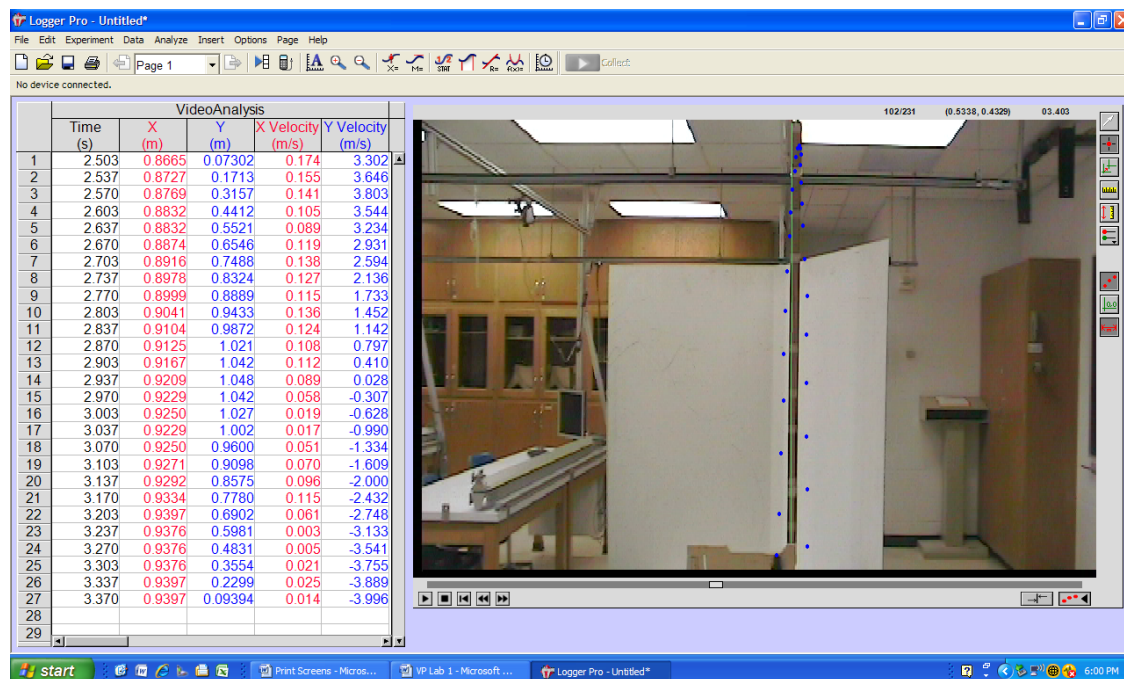 Logger Pro - Untitled*
File Edit Experiment Data Analyze Insert Options Page Help
Page 1 X= M= STAT R= f(x)= Collect
No device connected.
VideoAnalysis
Time X Y X Velocity Y Velocity
(s) (m) (m) (m/s) (m/s)
1 2.503 0.8665 0.07302 0.174 3.302
2 2.537 0.8727 0.1713 0.155 3.646
3 2.570 0.8769 0.3157 0.141 3.803
4 2.603 0.8832 0.4412 0.105 3.544
5 2.637 0.8832 0.5521 0.089 3.234
6 2.670 0.8874 0.6546 0.119 2.931
7 2.703 0.8916 0.7488 0.138 2.594
8 2.737 0.8978 0.8324 0.127 2.136
9 2.770 0.8999 0.8889 0.115 1.733
10 2.803 0.9041 0.9433 0.136 1.452
11 2.837 0.9104 0.9872 0.124 1.142
12 2.870 0.9125 1.021 0.108 0.797
13 2.903 0.9167 1.042 0.112 0.410
14 2.937 0.9209 1.048 0.089 0.028
15 2.970 0.9229 1.042 0.058 -0.307
16 3.003 0.9250 1.027 0.019 -0.628
17 3.037 0.9229 1.002 0.017 -0.990
18 3.070 0.9250 0.9600 0.051 -1.334
19 3.103 0.9271 0.9098 0.070 -1.609
20 3.137 0.9292 0.8575 0.096 -2.000
21 3.170 0.9334 0.7780 0.115 -2.432
22 3.203 0.9397 0.6902 0.061 -2.748
23 3.237 0.9376 0.5981 0.003 -3.133
24 3.270 0.9376 0.4831 0.005 -3.541
25 3.303 0.9376 0.3554 0.021 -3.755
26 3.337 0.9397 0.2299 0.025 -3.889
27 3.370 0.9397 0.09394 0.014 -3.996
28
29
102/231 (0.5338, 0.4329) 03.403
start Print Screens - Micros... VP Lab 1 - Microsoft ... Logger Pro - Untitled* 6:00 PM